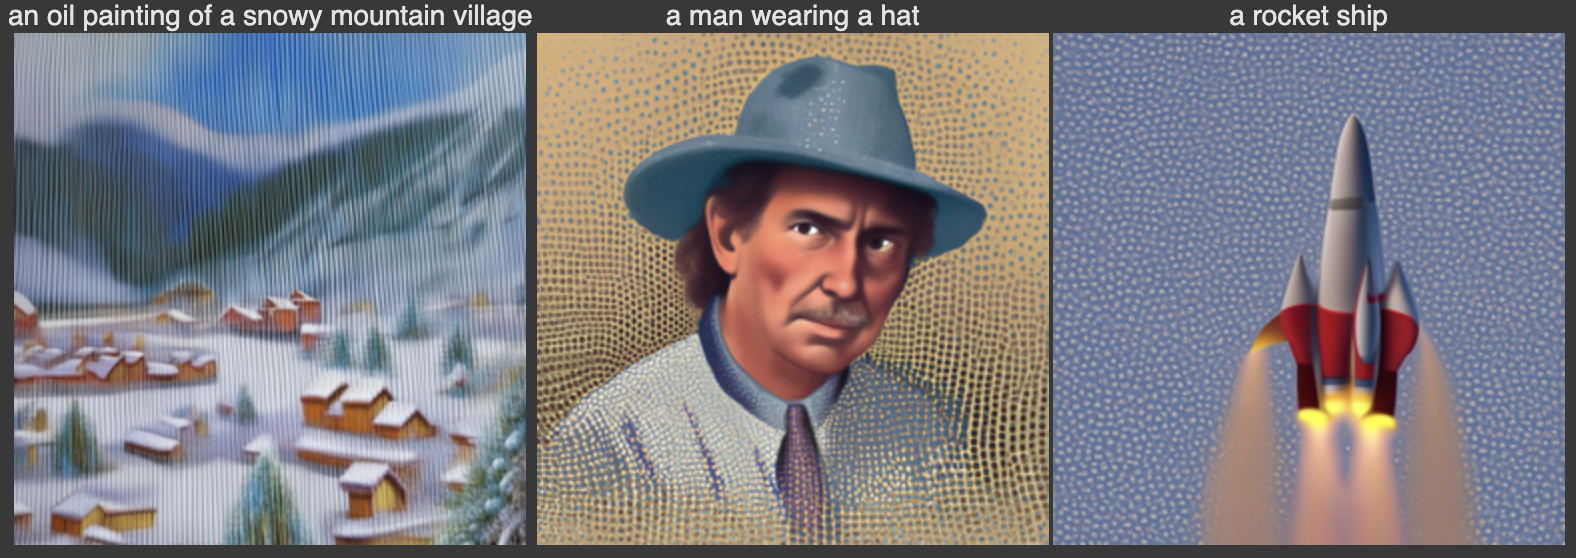 an oil painting of a snowy mountain village
a man wearing a hat
a rocket ship